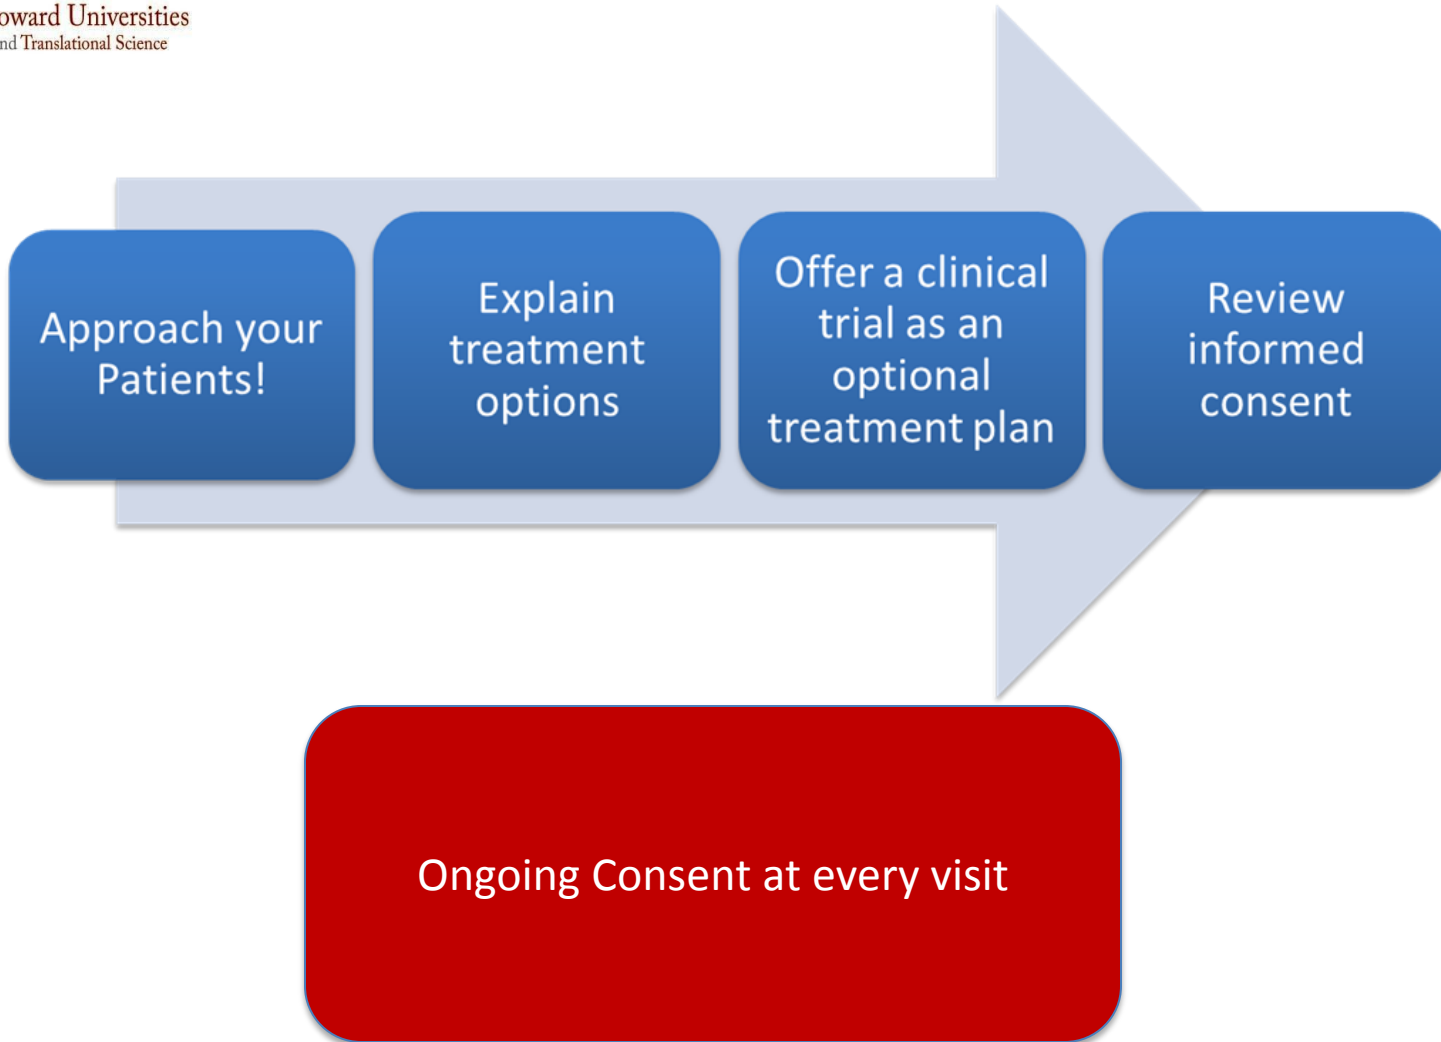 oward Universities
nd Translational Science
Approach your
Patients!
Explain
treatment
options
Offer a clinical
trial as an
optional
treatment plan
Review
informed
consent
Ongoing Consent at every visit